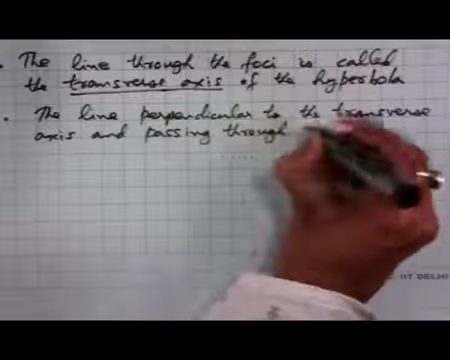 . The line through the foci is called
the transverse axis of the hyperbola
. The line perpendicular to the transverse
axis and passing through
IIT DELHI